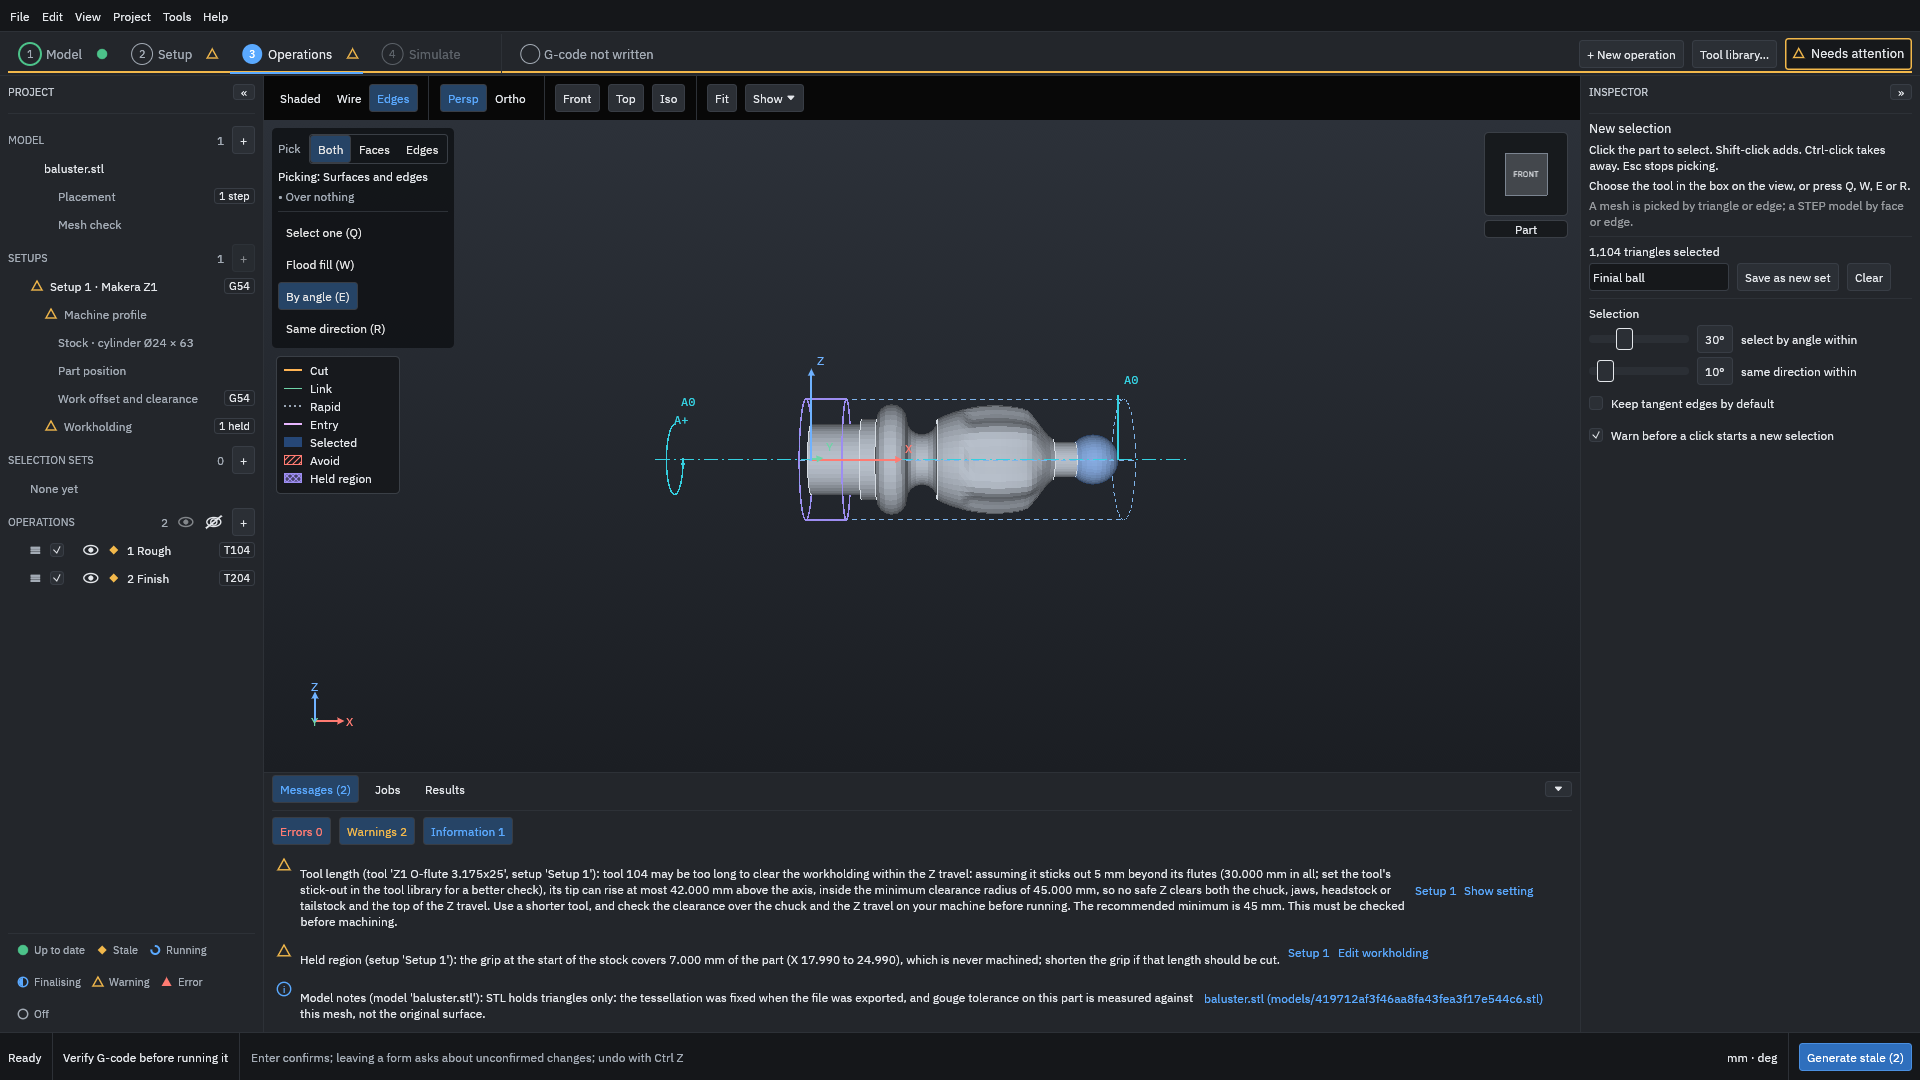 File Edit View Project Tools Help
1 Model 2 Setup 3 Operations 4 Simulate G-code not written + New operation Tool library... Needs attention
PROJECT «
Shaded Wire Edges Persp Ortho Front Top Iso Fit Show
INSPECTOR »
MODEL 1 +
baluster.stl
Placement 1 step
Mesh check
SETUPS 1 +
Setup 1 · Makera Z1 G54
Machine profile
Stock · cylinder Ø24 × 63
Part position
Work offset and clearance G54
Workholding 1 held
SELECTION SETS 0 +
None yet
OPERATIONS 2 +
1 Rough T104
2 Finish T204
Up to date Stale Running
Finalising Warning Error
Off
Pick Both Faces Edges
Picking: Surfaces and edges
• Over nothing
Select one (Q)
Flood fill (W)
By angle (E)
Same direction (R)
Cut
Link
Rapid
Entry
Selected
Avoid
Held region
A0
A+
Z
X
A0
FRONT
Part
Z
Y
X
New selection
Click the part to select. Shift-click adds. Ctrl-click takes
away. Esc stops picking.
Choose the tool in the box on the view, or press Q, W, E or R.
A mesh is picked by triangle or edge; a STEP model by face
or edge.
1,104 triangles selected
Finial ball Save as new set Clear
Selection
30° select by angle within
10° same direction within
Keep tangent edges by default
Warn before a click starts a new selection
Messages (2) Jobs Results
Errors 0 Warnings 2 Information 1
Tool length (tool 'Z1 O-flute 3.175x25', setup 'Setup 1'): tool 104 may be too long to clear the workholding within the Z travel: assuming it sticks out 5 mm beyond its flutes (30.000 mm in all; set the tool's
stick-out in the tool library for a better check), its tip can rise at most 42.000 mm above the axis, inside the minimum clearance radius of 45.000 mm, so no safe Z clears both the chuck, jaws, headstock or
tailstock and the top of the Z travel. Use a shorter tool, and check the clearance over the chuck and the Z travel on your machine before running. The recommended minimum is 45 mm. This must be checked
before machining.
Setup 1 Show setting
Held region (setup 'Setup 1'): the grip at the start of the stock covers 7.000 mm of the part (X 17.990 to 24.990), which is never machined; shorten the grip if that length should be cut. Setup 1 Edit workholding
Model notes (model 'baluster.stl'): STL holds triangles only: the tessellation was fixed when the file was exported, and gouge tolerance on this part is measured against
this mesh, not the original surface.
baluster.stl (models/419712af3f46aa8fa43fea3f17e544c6.stl)
Ready Verify G-code before running it Enter confirms; leaving a form asks about unconfirmed changes; undo with Ctrl Z mm · deg Generate stale (2)